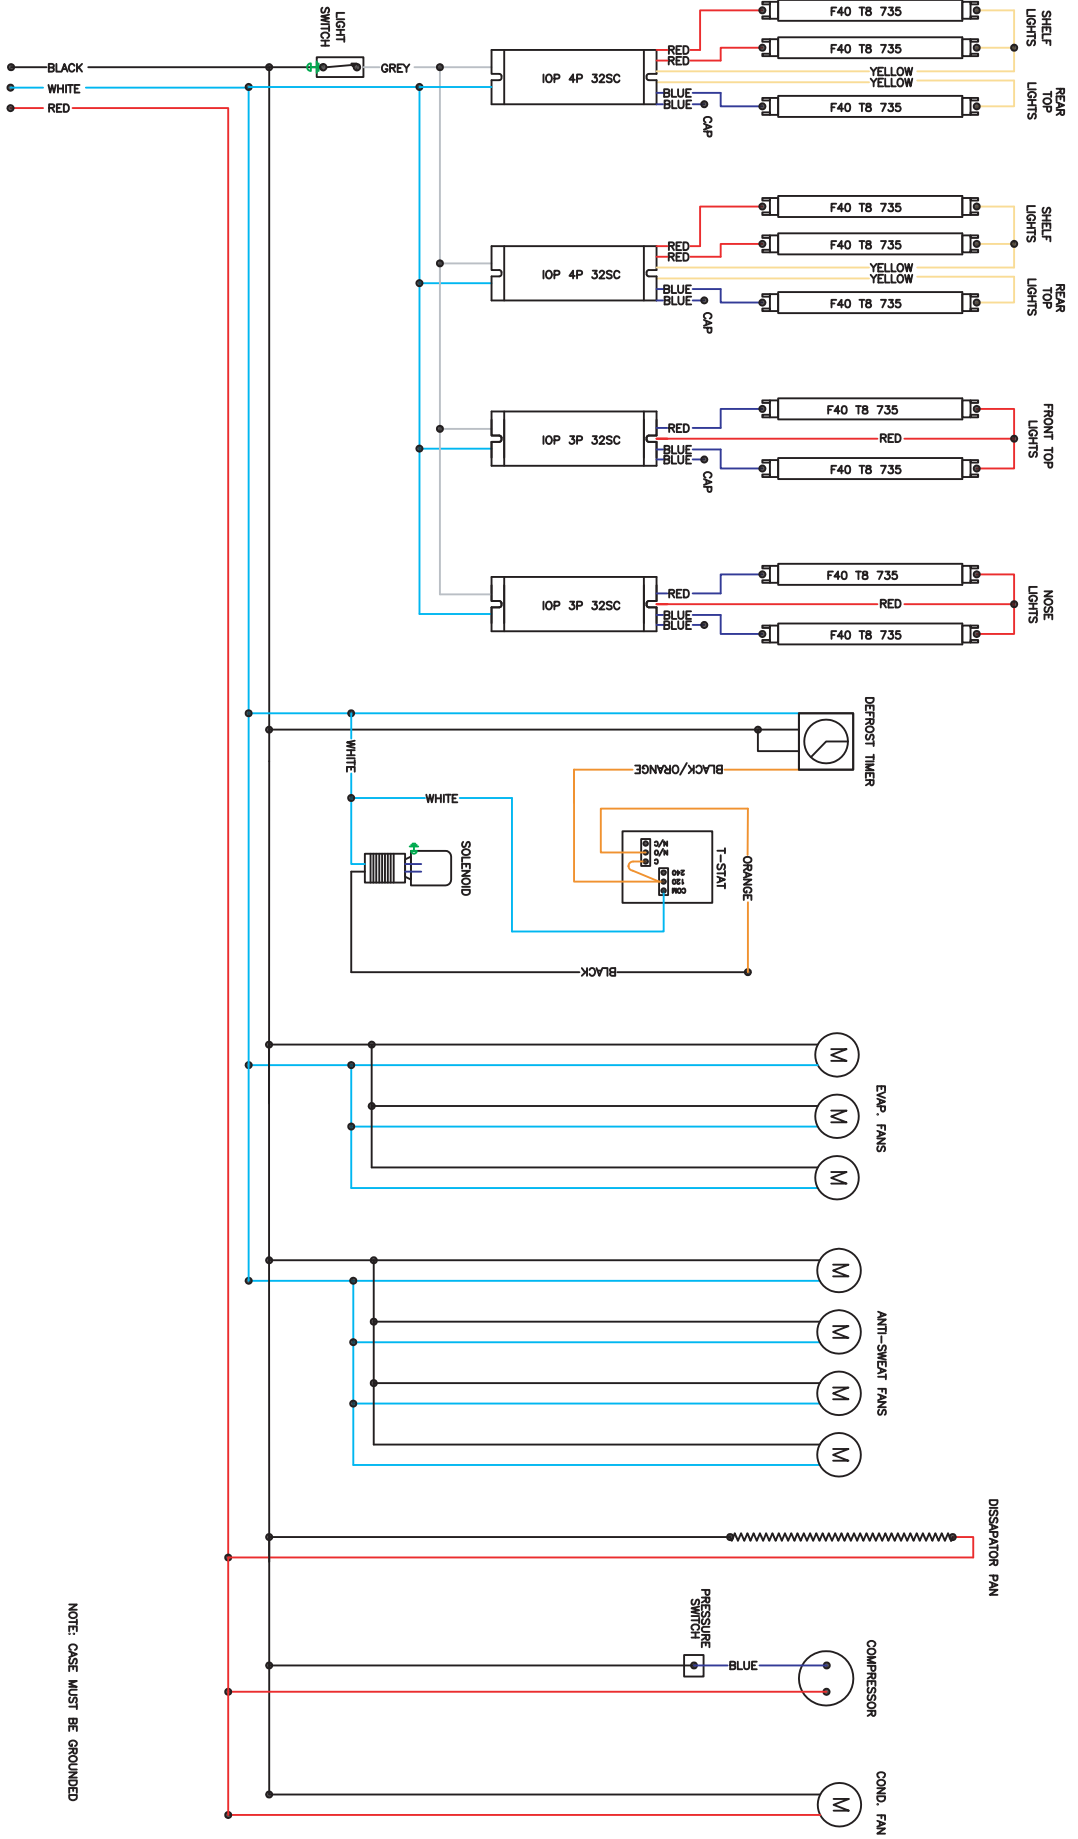 LIGHT
SWITCH
BLACK
WHITE
RED
GREY
IOP 4P 32SC
RED
RED
YELLOW
YELLOW
BLUE
BLUE
CAP
F40 T8 735
F40 T8 735
F40 T8 735
SHELF
LIGHTS
REAR
TOP
LIGHTS
IOP 4P 32SC
RED
RED
YELLOW
YELLOW
BLUE
BLUE
CAP
F40 T8 735
F40 T8 735
F40 T8 735
SHELF
LIGHTS
REAR
TOP
LIGHTS
IOP 3P 32SC
RED
RED
BLUE
BLUE
CAP
F40 T8 735
F40 T8 735
FRONT TOP
LIGHTS
IOP 3P 32SC
RED
RED
BLUE
BLUE
F40 T8 735
F40 T8 735
NOSE
LIGHTS
DEFROST TIMER
BLACK/ORANGE
WHITE
WHITE
SOLENOID
T-STAT
N/C
N/O
C
240
120
COM
ORANGE
BLACK
M
M
M
EVAP. FANS
M
M
M
M
ANTI-SWEAT FANS
DISSAPATOR PAN
PRESSURE
SWITCH
BLUE
COMPRESSOR
M
COND. FAN
NOTE: CASE MUST BE GROUNDED